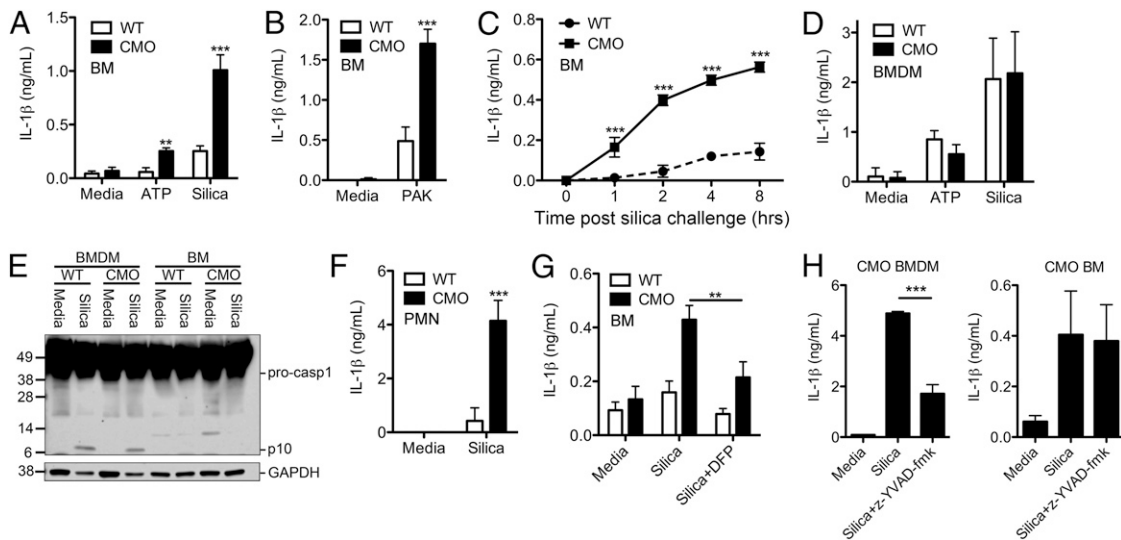 A
IL-1β (ng/mL)
1.5
1.0
0.5
0.0
WT
CMO
BM
**
***
Media ATP Silica
B
IL-1β (ng/mL)
2.0
1.5
1.0
0.5
0.0
WT
CMO
BM
***
Media PAK
C
IL-1β (ng/mL)
0.8
0.6
0.4
0.2
0.0
WT
CMO
BM
***
***
***
***
0 1 2 4 8
Time post silica challenge (hrs)
D
IL-1β (ng/mL)
3
2
1
0
WT
CMO
BMDM
Media ATP Silica
E
BMDM BM
WT CMO WT CMO
Media Silica Media Silica Media Silica Media Silica
49
38
28
14
6
38
pro-casp1
p10
GAPDH
F
IL-1β (ng/mL)
6
4
2
0
WT
CMO
PMN
***
Media Silica
G
IL-1β (ng/mL)
0.6
0.4
0.2
0.0
WT
CMO
BM
**
Media Silica Silica+DFP
H
CMO BMDM
IL-1β (ng/mL)
6
4
2
0
***
Media Silica Silica+z-YVAD-fmk
CMO BM
IL-1β (ng/mL)
0.8
0.6
0.4
0.2
0.0
Media Silica Silica+z-YVAD-fmk